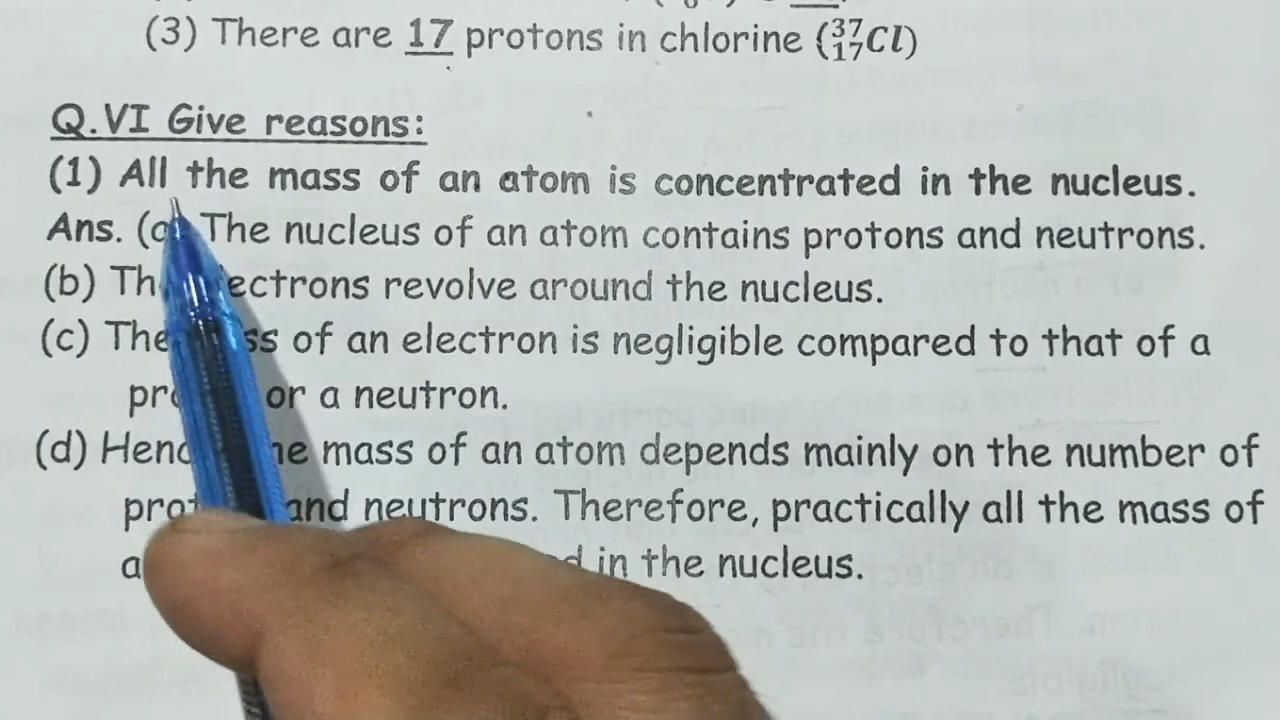 (3) There are 17 protons in chlorine (³⁷₁₇Cl)
Q.VI Give reasons:
(1) All the mass of an atom is concentrated in the nucleus.
Ans. The nucleus of an atom contains protons and neutrons.
(b) revolve around the nucleus.
(c) The of an electron is negligible compared to that of a
or a neutron.
(d) mass of an atom depends mainly on the number of
and neutrons. Therefore, practically all the mass of
in the nucleus.